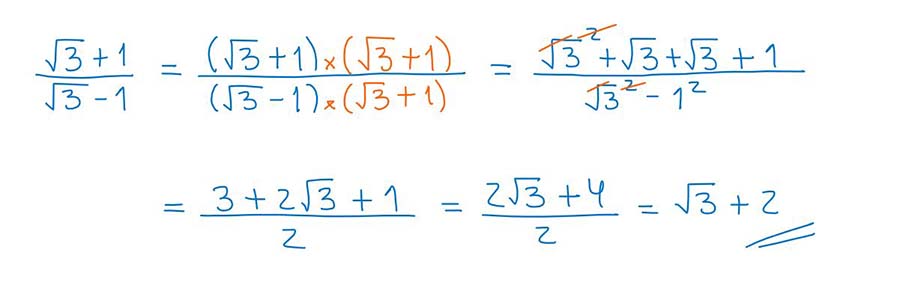 (√3 + 1)/(√3 − 1) = ((√3 + 1) × (√3 + 1))/((√3 − 1) × (√3 + 1)) = (√3² + √3 + √3 + 1)/(√3² − 1²)
= (3 + 2√3 + 1)/2 = (2√3 + 4)/2 = √3 + 2